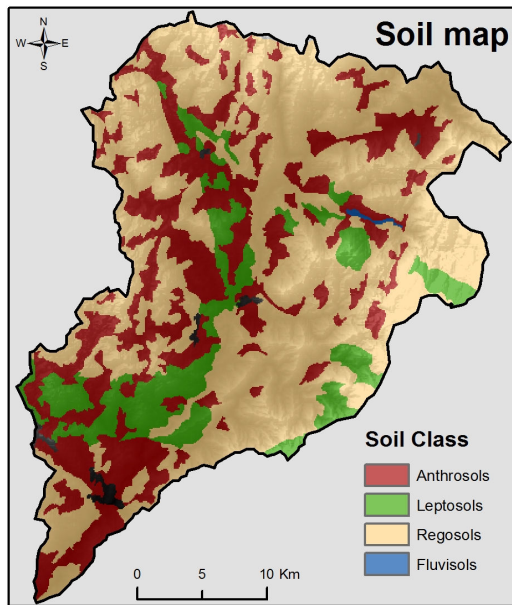 Soil map
N
W E
S
Soil Class
Anthrosols
Leptosols
Regosols
Fluvisols
0 5 10 Km